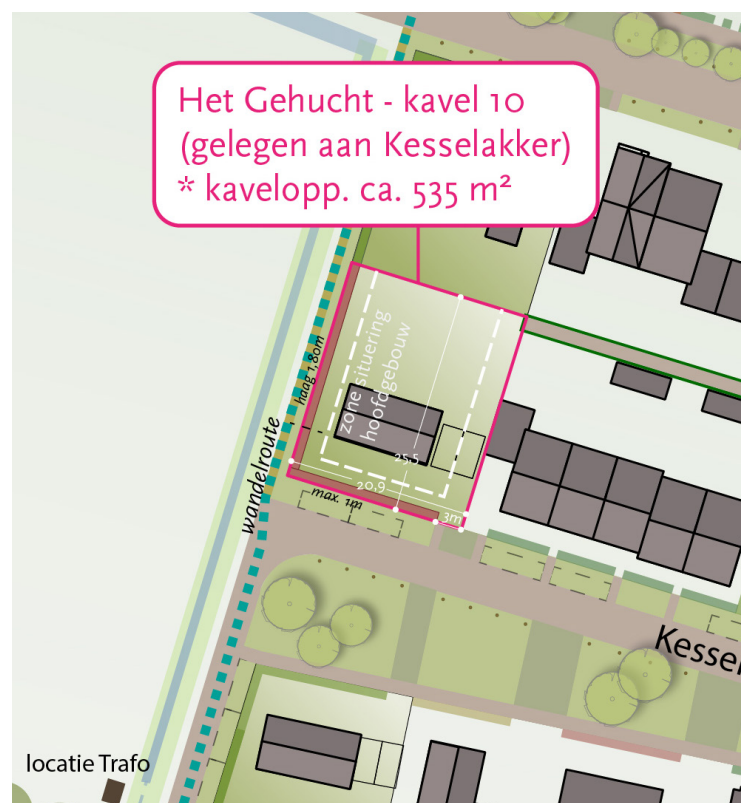 Het Gehucht - kavel 10
(gelegen aan Kesselakker)
* kavelopp. ca. 535 m²
zone situering
hoofdgebouw
haag 1,80m
wandelroute
25,5
20,9
max. 1m
3m
Kessel
locatie Trafo